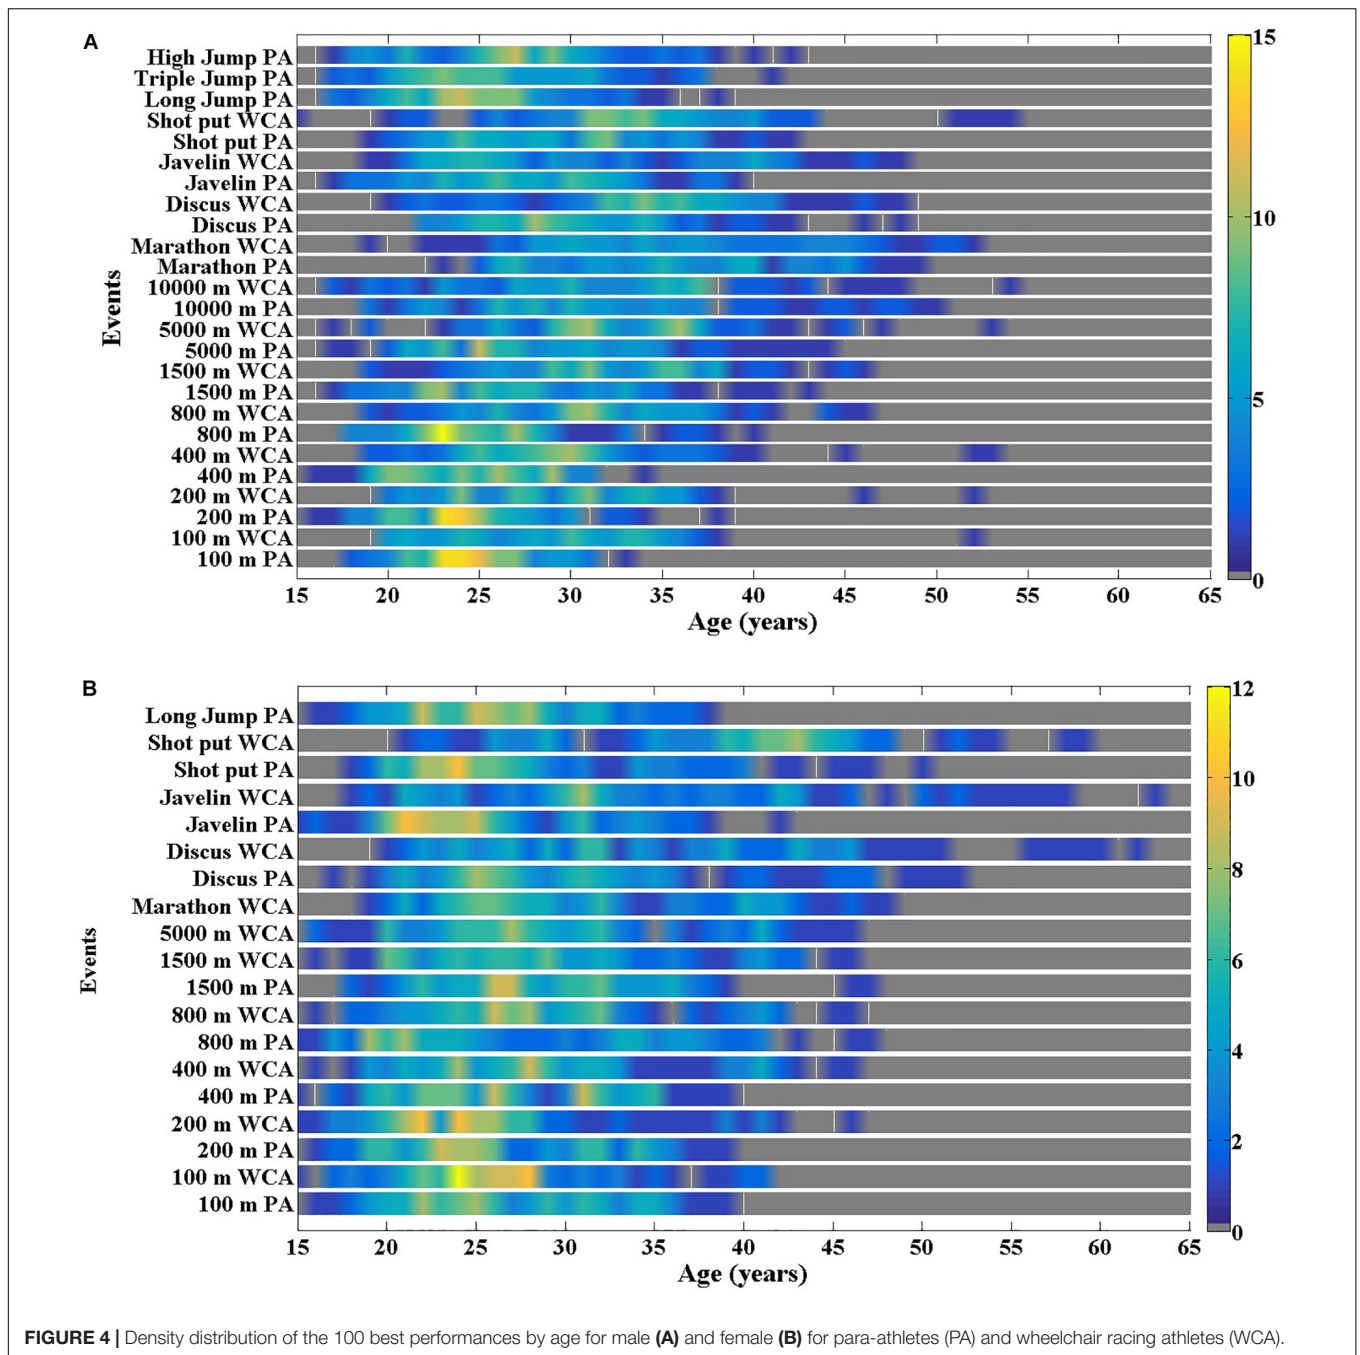 A
15
High Jump PA
Triple Jump PA
Long Jump PA
Shot put WCA
Shot put PA
Javelin WCA
Javelin PA
Discus WCA
Discus PA
10
Marathon WCA
Marathon PA
10000 m WCA
10000 m PA
5000 m WCA
5000 m PA
1500 m WCA
1500 m PA
5
800 m WCA
800 m PA
400 m WCA
400 m PA
200 m WCA
200 m PA
100 m WCA
100 m PA
0
Events
15 20 25 30 35 40 45 50 55 60 65
Age (years)
B
12
Long Jump PA
Shot put WCA
Shot put PA
10
Javelin WCA
Javelin PA
Discus WCA
Discus PA
8
Marathon WCA
5000 m WCA
1500 m WCA
6
1500 m PA
800 m WCA
800 m PA
4
400 m WCA
400 m PA
200 m WCA
2
200 m PA
100 m WCA
100 m PA
0
Events
15 20 25 30 35 40 45 50 55 60 65
Age (years)
FIGURE 4 | Density distribution of the 100 best performances by age for male (A) and female (B) for para-athletes (PA) and wheelchair racing athletes (WCA).